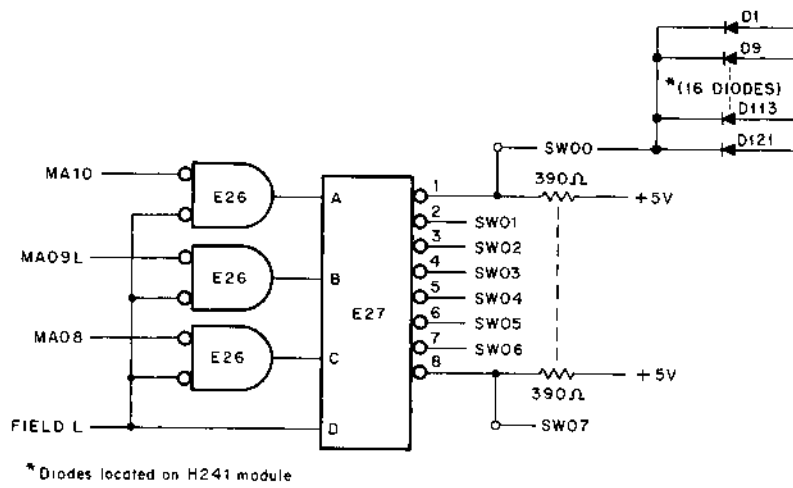 D1
D9
*(16 DIODES)
D113
D121
SW00
MA10
E26
A
1
390Ω
+5V
2
SW01
3
SW02
MA09L
E26
B
4
SW03
5
SW04
E27
6
SW05
MA08
E26
C
7
SW06
8
+5V
390Ω
FIELD L
D
SW07
*Diodes located on H241 module